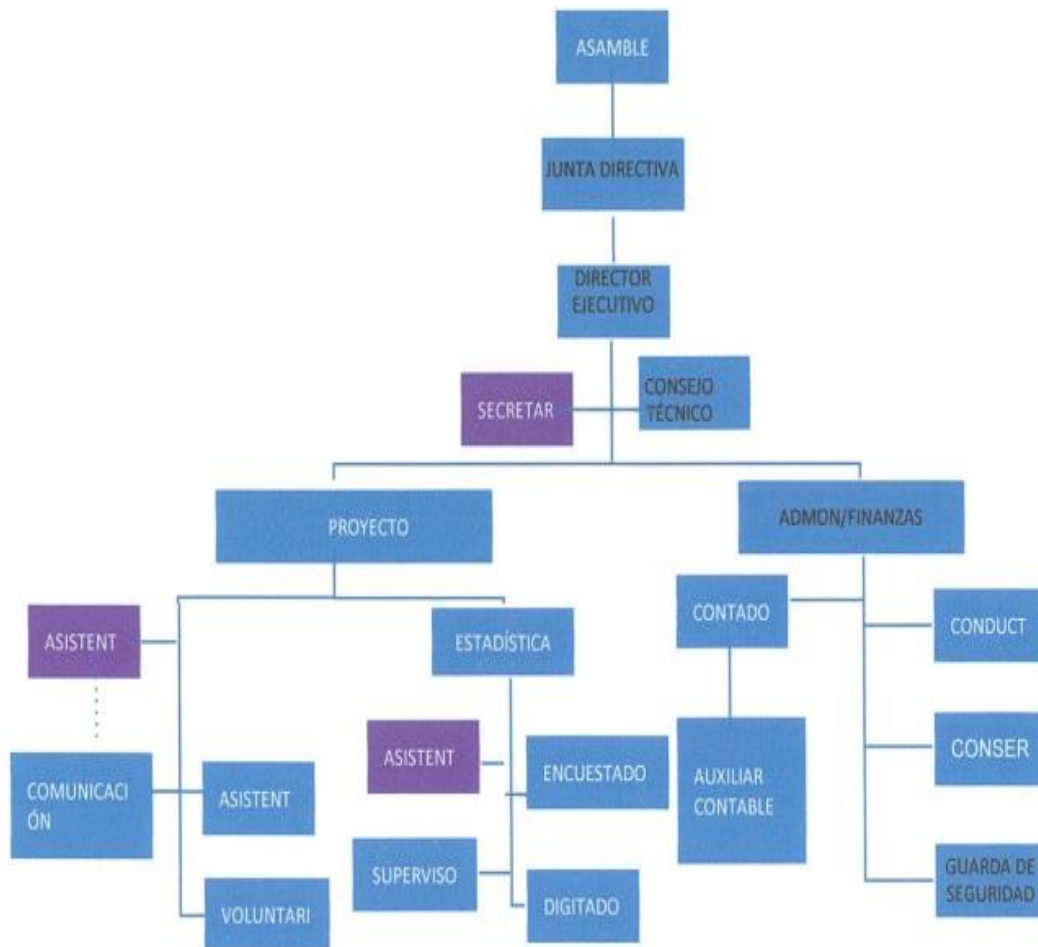 ASAMBLE
JUNTA DIRECTIVA
DIRECTOR
EJECUTIVO
SECRETAR
CONSEJO
TÉCNICO
PROYECTO
ADMON/FINANZAS
ASISTENT
ESTADÍSTICA
CONTADO
CONDUCT
ASISTENT
ENCUESTADO
COMUNICACI
ÓN
ASISTENT
AUXILIAR
CONTABLE
CONSER
SUPERVISO
VOLUNTARI
DIGITADO
GUARDA DE
SEGURIDAD